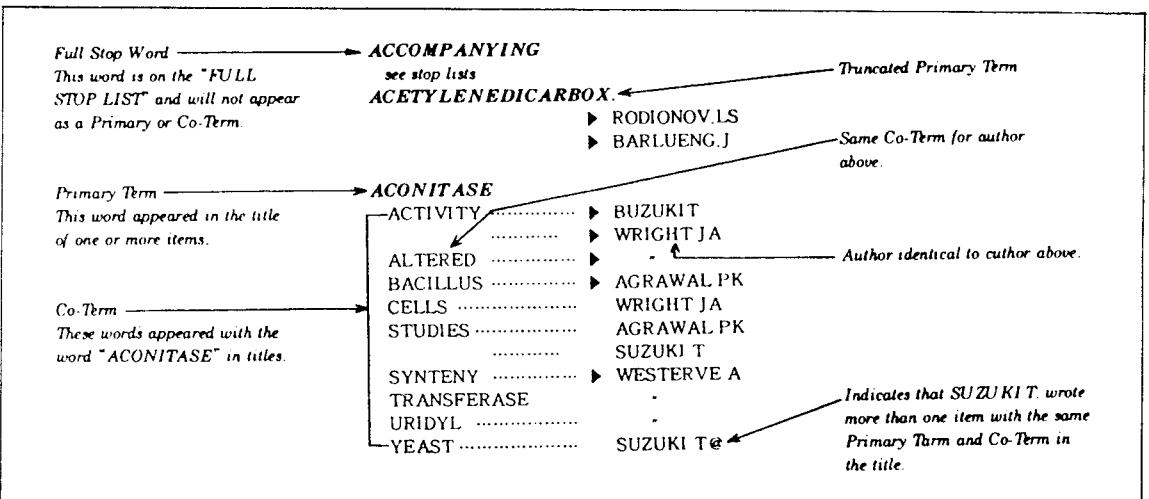 Full Stop Word
This word is on the "FULL
STOP LIST" and will not appear
as a Primary or Co-Term.
ACCOMPANYING
see stop lists
ACETYLENEDICARBOX.
Truncated Primary Term
RODIONOV.LS
BARLUENG.J
Same Co-Term for author
above.
Primary Term
This word appeared in the title
of one or more items.
ACONITASE
ACTIVITY ............... BUZUKIT
............ WRIGHT JA
ALTERED ............ "
Author identical to cuthor above.
BACILLUS ............... AGRAWAL PK
CELLS .................. WRIGHT JA
STUDIES .................. AGRAWAL PK
............ SUZUKI T
SYNTENY ............... WESTERVE A
TRANSFERASE "
URIDYL .................. "
YEAST ..................... SUZUKI T@
Co-Term
These words appeared with the
word "ACONITASE" in titles.
Indicates that SUZUKI T. wrote
more than one item with the same
Primary Tarm and Co-Term in
the title.